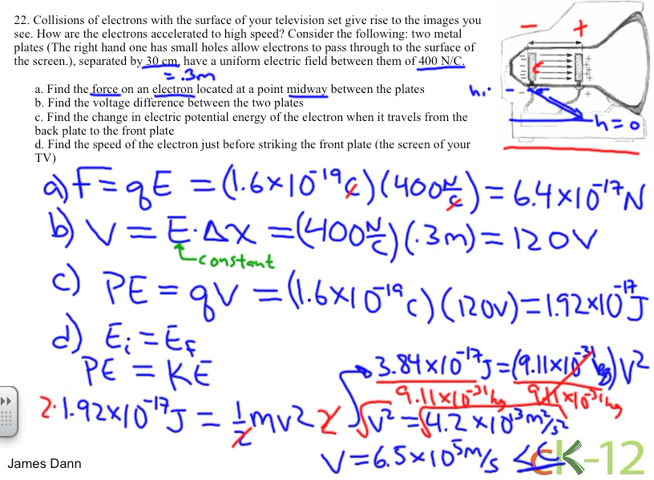 22. Collisions of electrons with the surface of your television set give rise to the images you
see. How are the electrons accelerated to high speed? Consider the following: two metal
plates (The right hand one has small holes allow electrons to pass through to the surface of
the screen.), separated by 30 cm, have a uniform electric field between them of 400 N/C.
= .3m
a. Find the force on an electron located at a point midway between the plates
b. Find the voltage difference between the two plates
c. Find the change in electric potential energy of the electron when it travels from the
back plate to the front plate
d. Find the speed of the electron just before striking the front plate (the screen of your
TV)
- +
h:
h=0
a) F = qE = (1.6×10⁻¹⁹C)(400 N/C) = 6.4×10⁻¹⁷N
b) V = E·ΔX = (400 N/C)(.3m) = 120V
constant
c) PE = qV = (1.6×10⁻¹⁹C)(120V) = 1.92×10⁻¹⁷J
d) Ei = Ef
PE = KE
2·1.92×10⁻¹⁷J = ½mv² 2
3.84×10⁻¹⁷J = (9.11×10⁻³¹kg)V²
9.11×10⁻³¹kg 9.11×10⁻³¹kg
√V² = √4.2×10¹³m²/s²
V = 6.5×10⁵m/s <<C
James Dann
CK-12